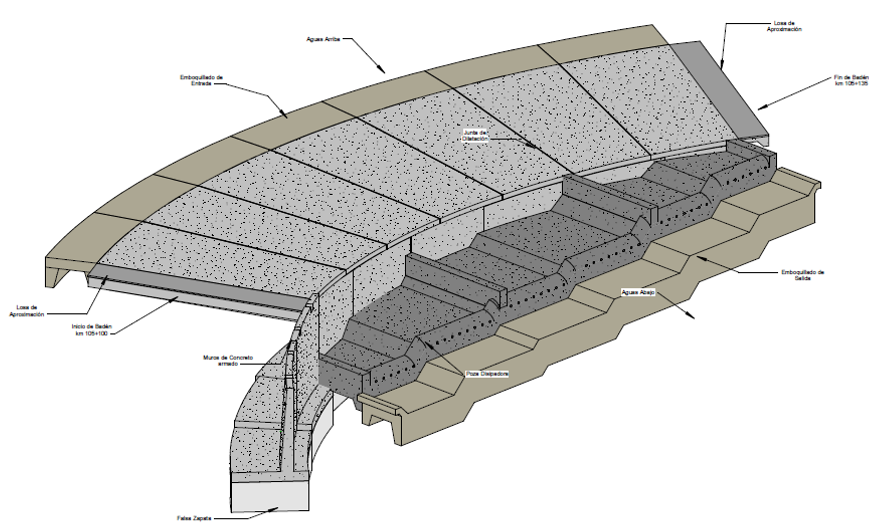 Losa de
Aproximación
Aguas Arriba
Emboquillado de
Entrada
Fin de Badén
km 105+135
Junta de
Dilatación
Emboquillado de
Salida
Aguas Abajo
Losa de
Aproximación
Inicio de Badén
km 105+100
Muros de Concreto
armado
Poza Disipadora
Falsa Zapata